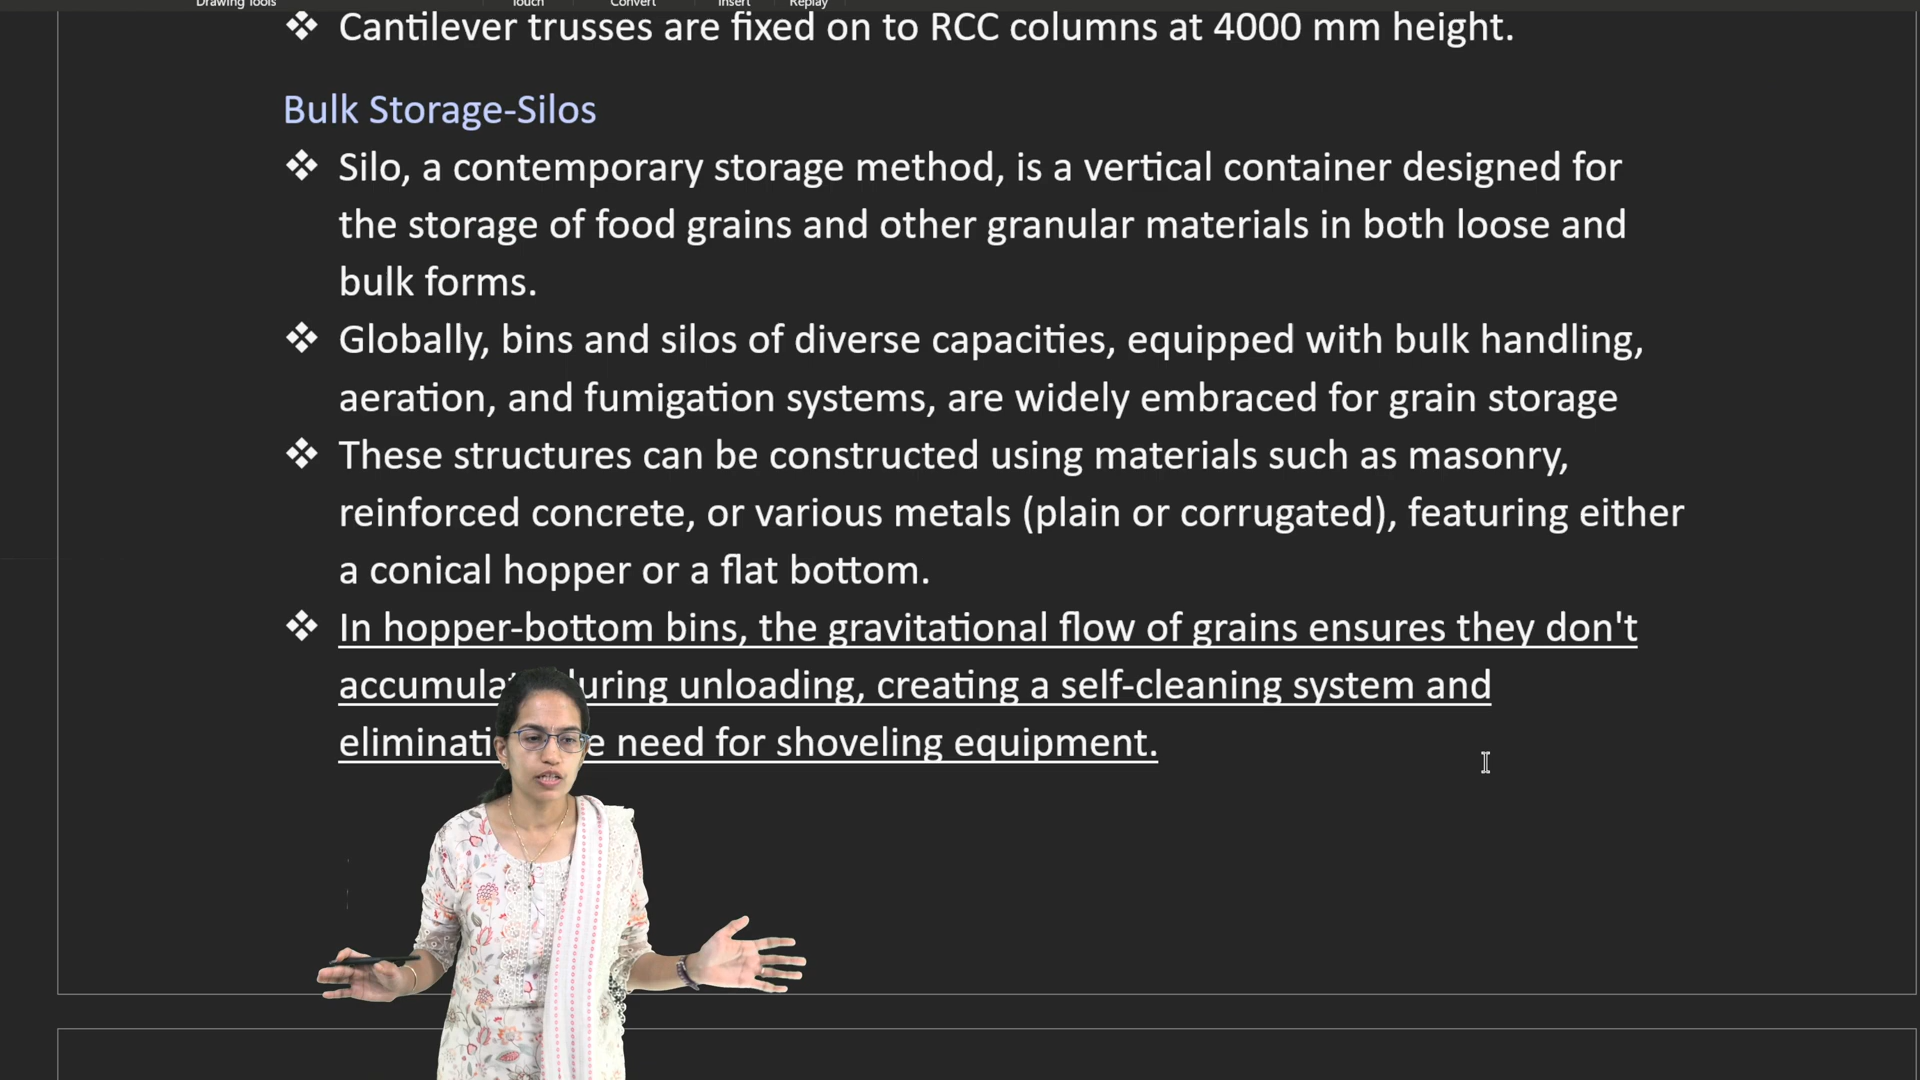 Drawing Tools Touch Convert Insert Replay
❖ Cantilever trusses are fixed on to RCC columns at 4000 mm height.
Bulk Storage-Silos
❖ Silo, a contemporary storage method, is a vertical container designed for
the storage of food grains and other granular materials in both loose and
bulk forms.
❖ Globally, bins and silos of diverse capacities, equipped with bulk handling,
aeration, and fumigation systems, are widely embraced for grain storage
❖ These structures can be constructed using materials such as masonry,
reinforced concrete, or various metals (plain or corrugated), featuring either
a conical hopper or a flat bottom.
❖ In hopper-bottom bins, the gravitational flow of grains ensures they don't
unloading, creating a self-cleaning system and
need for shoveling equipment.